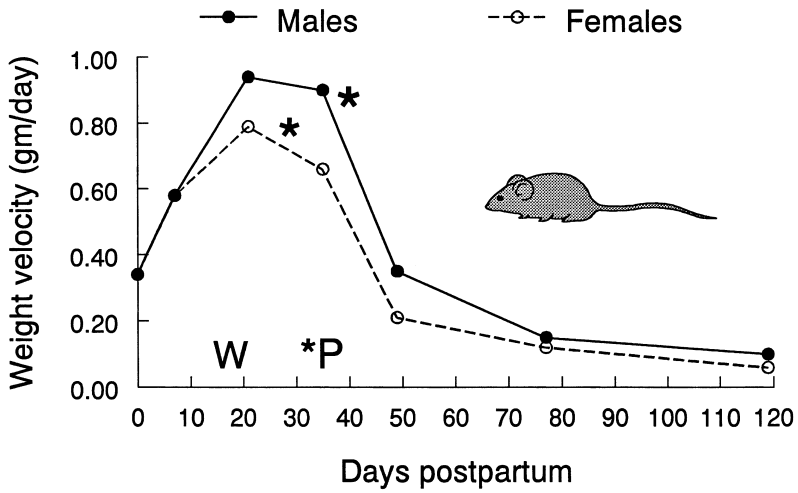 Males Females
Weight velocity (gm/day)
1.00
0.80
0.60
0.40
0.20
0.00
* *
W *P
0 10 20 30 40 50 60 70 80 90 100 110 120
Days postpartum